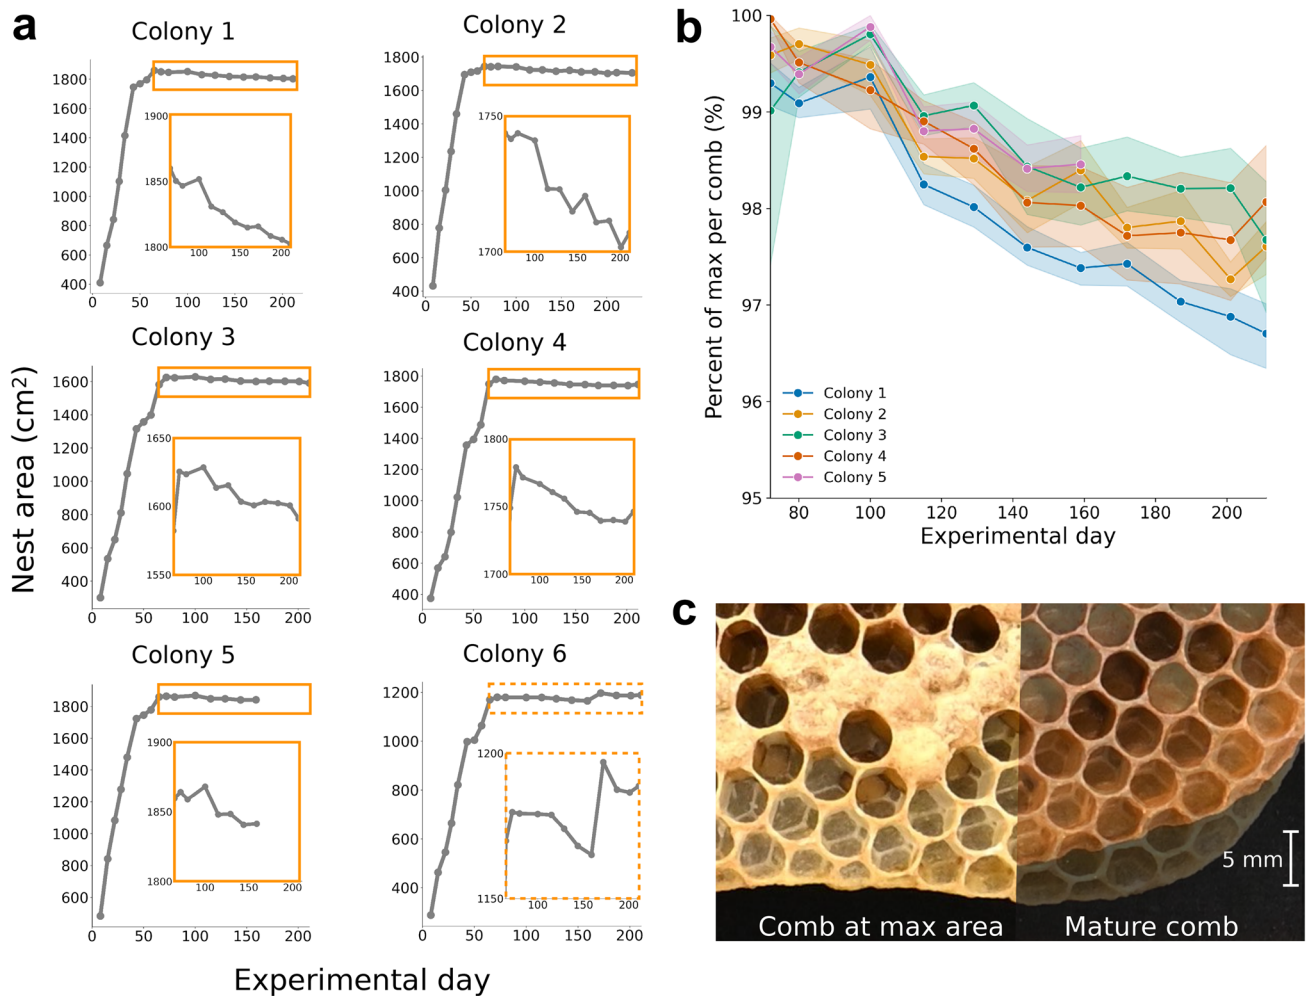 a
Colony 1
1800
1600
1400
1200
1000
800
600
400
0 50 100 150 200
1900
1850
1800
100 150 200
Colony 2
1800
1600
1400
1200
1000
800
600
400
0 50 100 150 200
1750
1700
100 150 200
Colony 3
1600
1400
1200
1000
800
600
400
0 50 100 150 200
1650
1600
1550
100 150 200
Colony 4
1800
1600
1400
1200
1000
800
600
400
0 50 100 150 200
1800
1750
1700
100 150 200
Colony 5
1800
1600
1400
1200
1000
800
600
0 50 100 150 200
1900
1850
1800
100 150 200
Colony 6
1200
1000
800
600
400
0 50 100 150 200
1200
1150
100 150 200
Nest area (cm²)
Experimental day
b
100
99
98
97
96
95
80 100 120 140 160 180 200
Percent of max per comb (%)
Experimental day
Colony 1
Colony 2
Colony 3
Colony 4
Colony 5
c
5 mm
Comb at max area
Mature comb